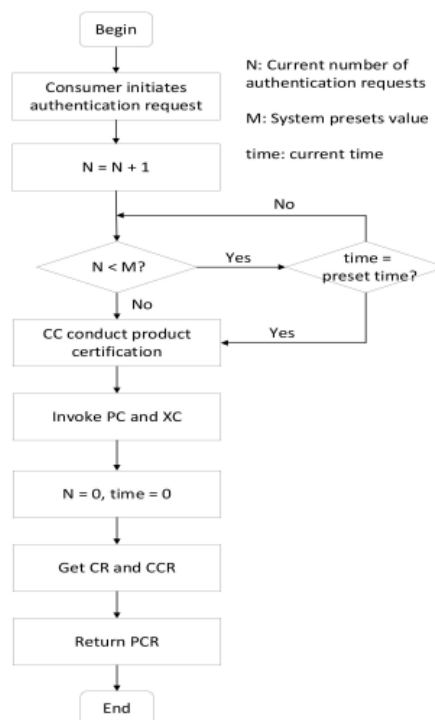 Begin
Consumer initiates
authentication request
N = N + 1
N: Current number of
authentication requests
M: System presets value
time: current time
No
N < M?
Yes
time =
preset time?
No
Yes
CC conduct product
certification
Invoke PC and XC
N = 0, time = 0
Get CR and CCR
Return PCR
End